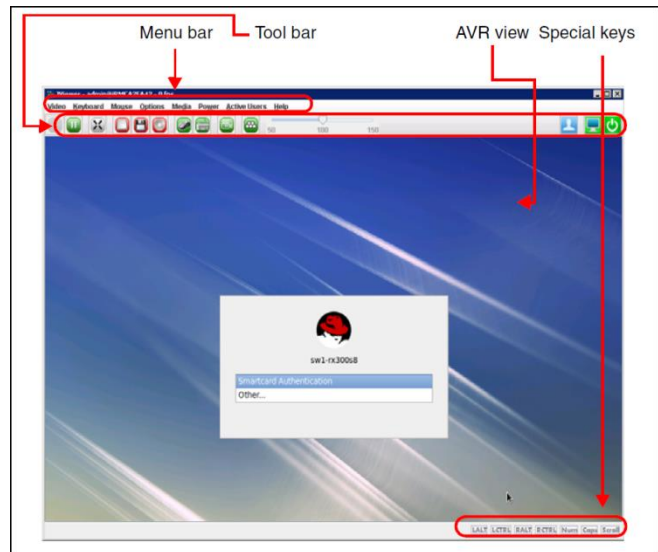 Menu bar Tool bar AVR view Special keys
Video Keyboard Mouse Options Media Power Active Users Help
50 100 150
sw1-rx300s8
Smartcard Authentication
Other...
LALT LCTRL RALT RCTRL Num Caps Scroll